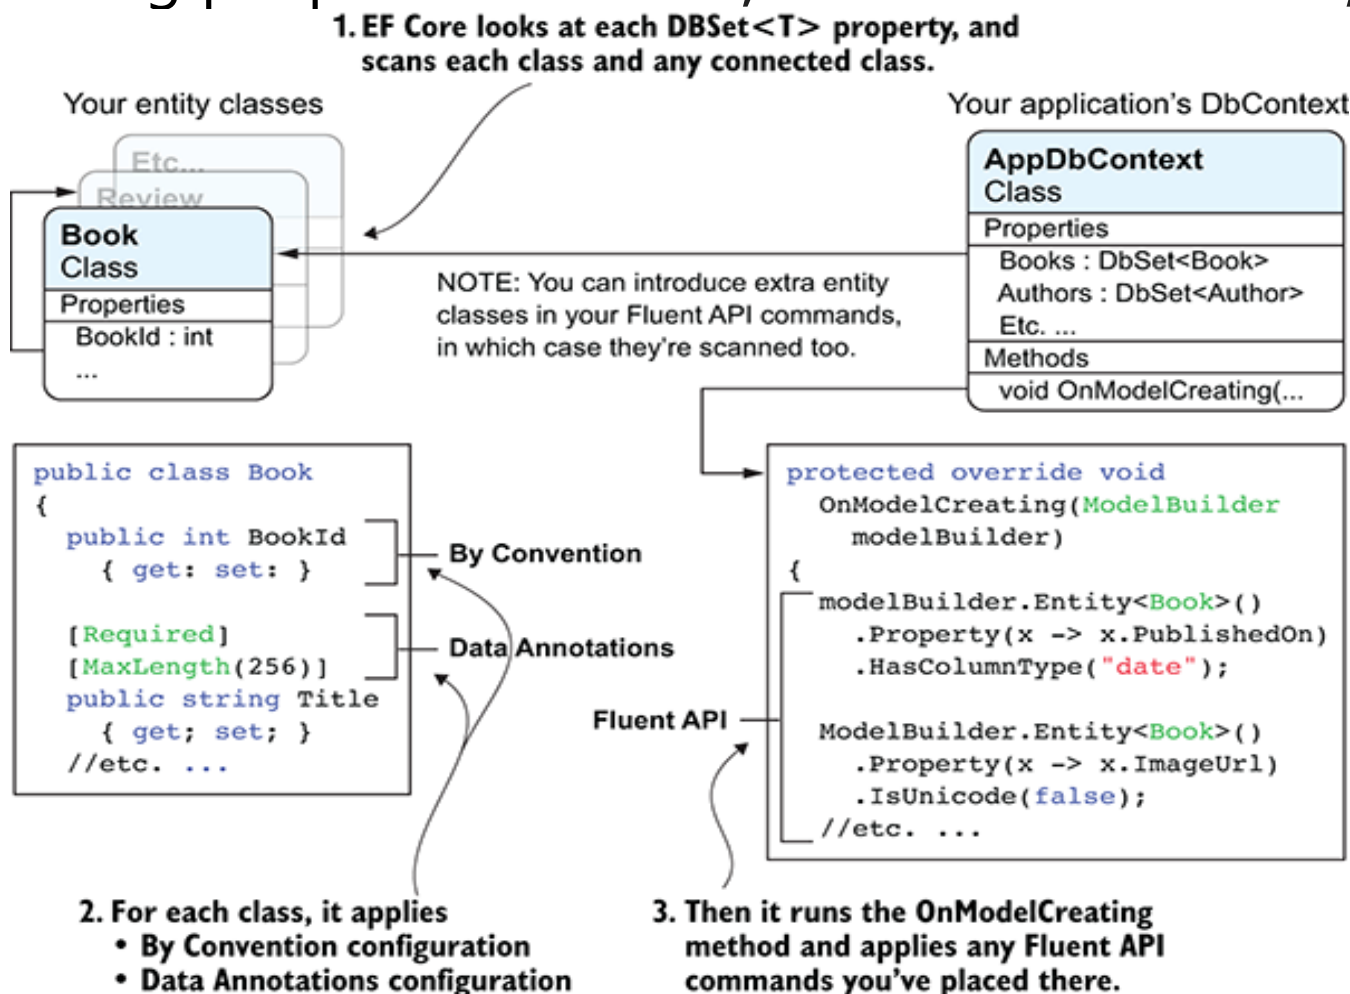 1. EF Core looks at each DBSet<T> property, and
scans each class and any connected class.
Your entity classes
Your application's DbContext
Etc...
Review
Book
Class
Properties
BookId : int
...
AppDbContext
Class
Properties
Books : DbSet<Book>
Authors : DbSet<Author>
Etc. ...
Methods
void OnModelCreating(...
NOTE: You can introduce extra entity
classes in your Fluent API commands,
in which case they're scanned too.
public class Book
{
public int BookId
{ get: set: }
[Required]
[MaxLength(256)]
public string Title
{ get; set; }
//etc. ...
By Convention
Data Annotations
Fluent API
protected override void
OnModelCreating(ModelBuilder
modelBuilder)
{
modelBuilder.Entity<Book>()
.Property(x -> x.PublishedOn)
.HasColumnType("date");
ModelBuilder.Entity<Book>()
.Property(x -> x.ImageUrl)
.IsUnicode(false);
//etc. ...
2. For each class, it applies
• By Convention configuration
• Data Annotations configuration
3. Then it runs the OnModelCreating
method and applies any Fluent API
commands you've placed there.